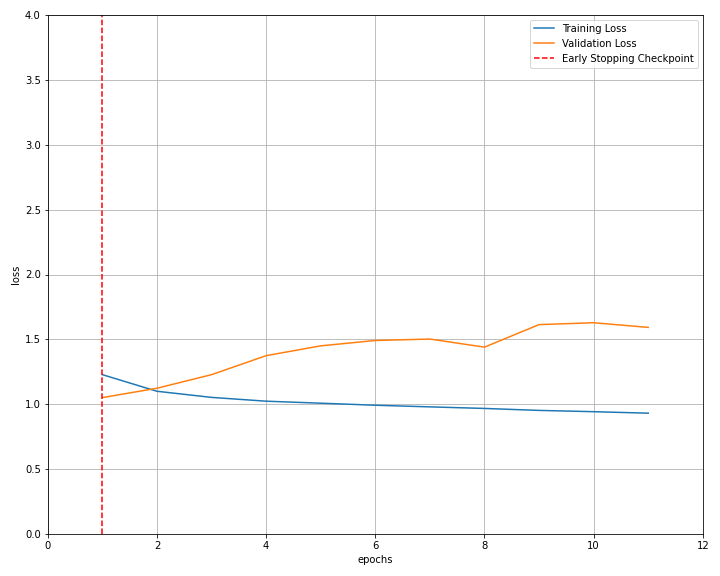 4.0
3.5
3.0
2.5
2.0
1.5
1.0
0.5
0.0
loss
0 2 4 6 8 10 12
epochs
Training Loss
Validation Loss
Early Stopping Checkpoint